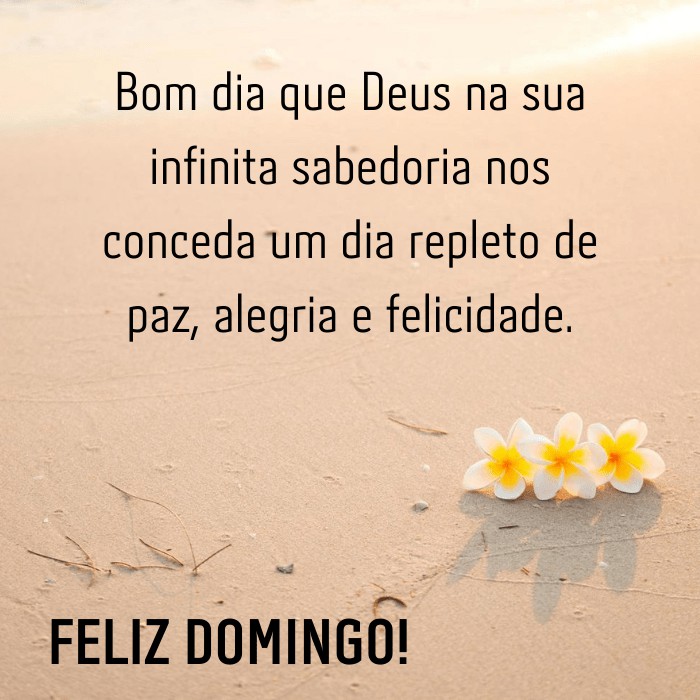 Bom dia que Deus na sua
infinita sabedoria nos
conceda um dia repleto de
paz, alegria e felicidade.
FELIZ DOMINGO!